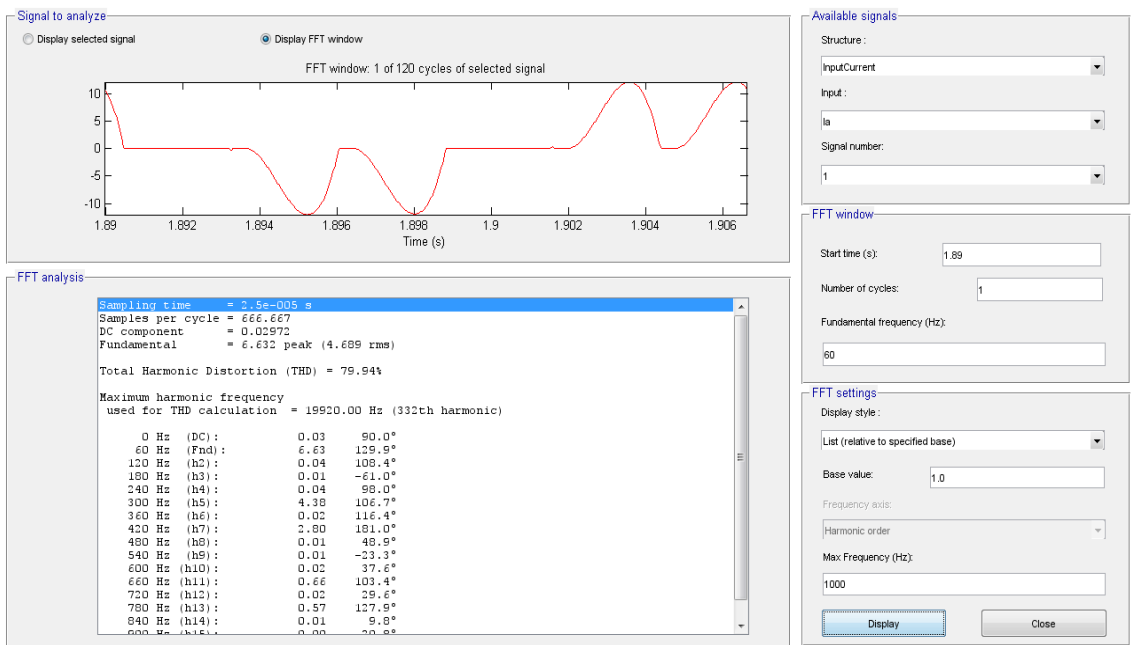 Signal to analyze
Display selected signal
Display FFT window
FFT window: 1 of 120 cycles of selected signal
10
5
0
-5
-10
1.89 1.892 1.894 1.896 1.898 1.9 1.902 1.904 1.906
Time (s)
FFT analysis
Sampling time = 2.5e-005 s
Samples per cycle = 666.667
DC component = 0.02972
Fundamental = 6.632 peak (4.689 rms)
Total Harmonic Distortion (THD) = 79.94%
Maximum harmonic frequency
used for THD calculation = 19920.00 Hz (332th harmonic)
0 Hz (DC): 0.03 90.0°
60 Hz (Fnd): 6.63 129.9°
120 Hz (h2): 0.04 108.4°
180 Hz (h3): 0.01 -61.0°
240 Hz (h4): 0.04 98.0°
300 Hz (h5): 4.38 106.7°
360 Hz (h6): 0.02 116.4°
420 Hz (h7): 2.80 181.0°
480 Hz (h8): 0.01 48.9°
540 Hz (h9): 0.01 -23.3°
600 Hz (h10): 0.02 37.6°
660 Hz (h11): 0.66 103.4°
720 Hz (h12): 0.02 29.6°
780 Hz (h13): 0.57 127.9°
840 Hz (h14): 0.01 9.8°
900 Hz (h15): 0.00
Available signals
Structure :
InputCurrent
Input :
Ia
Signal number:
1
FFT window
Start time (s): 1.89
Number of cycles: 1
Fundamental frequency (Hz):
60
FFT settings
Display style :
List (relative to specified base)
Base value: 1.0
Frequency axis:
Harmonic order
Max Frequency (Hz):
1000
Display Close